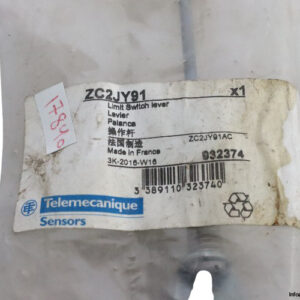 ZC2JY91 x1
Limit Switch lever
Levier
Palanca
操作杆
法国制造 ZC2JY91AC
Made in France 932374
3K-2016-W16
3 389110 323740
Telemecanique
Sensors